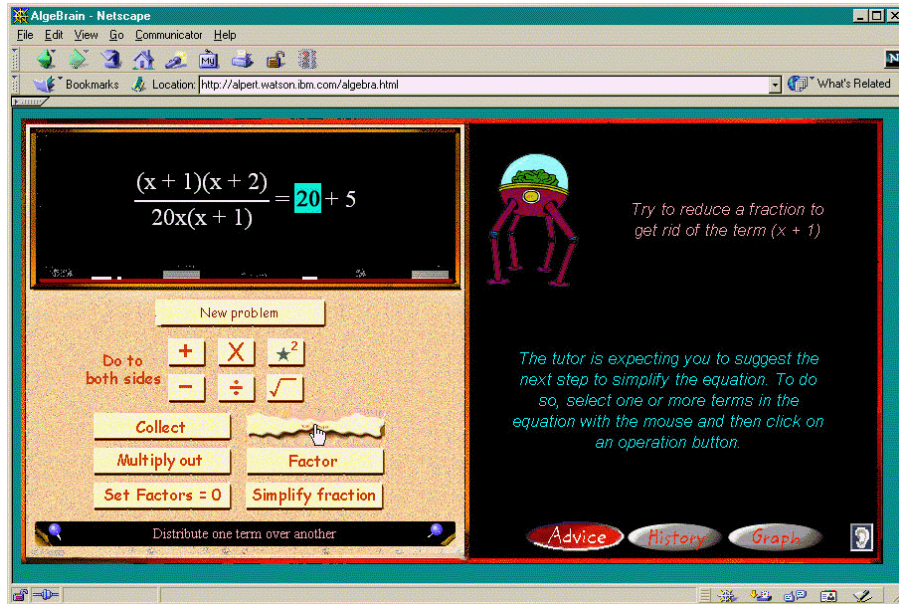 AlgeBrain - Netscape
File Edit View Go Communicator Help
Bookmarks Location: http://alpert.watson.ibm.com/algebra.html What's Related
(x + 1)(x + 2)
20x(x + 1)
= 20 + 5
Try to reduce a fraction to
get rid of the term (x + 1)
New problem
Do to
both sides
+ X ★2
− ÷ √
Collect
Multiply out Factor
Set Factors = 0 Simplify fraction
Distribute one term over another
The tutor is expecting you to suggest the
next step to simplify the equation. To do
so, select one or more terms in the
equation with the mouse and then click on
an operation button.
Advice History Graph